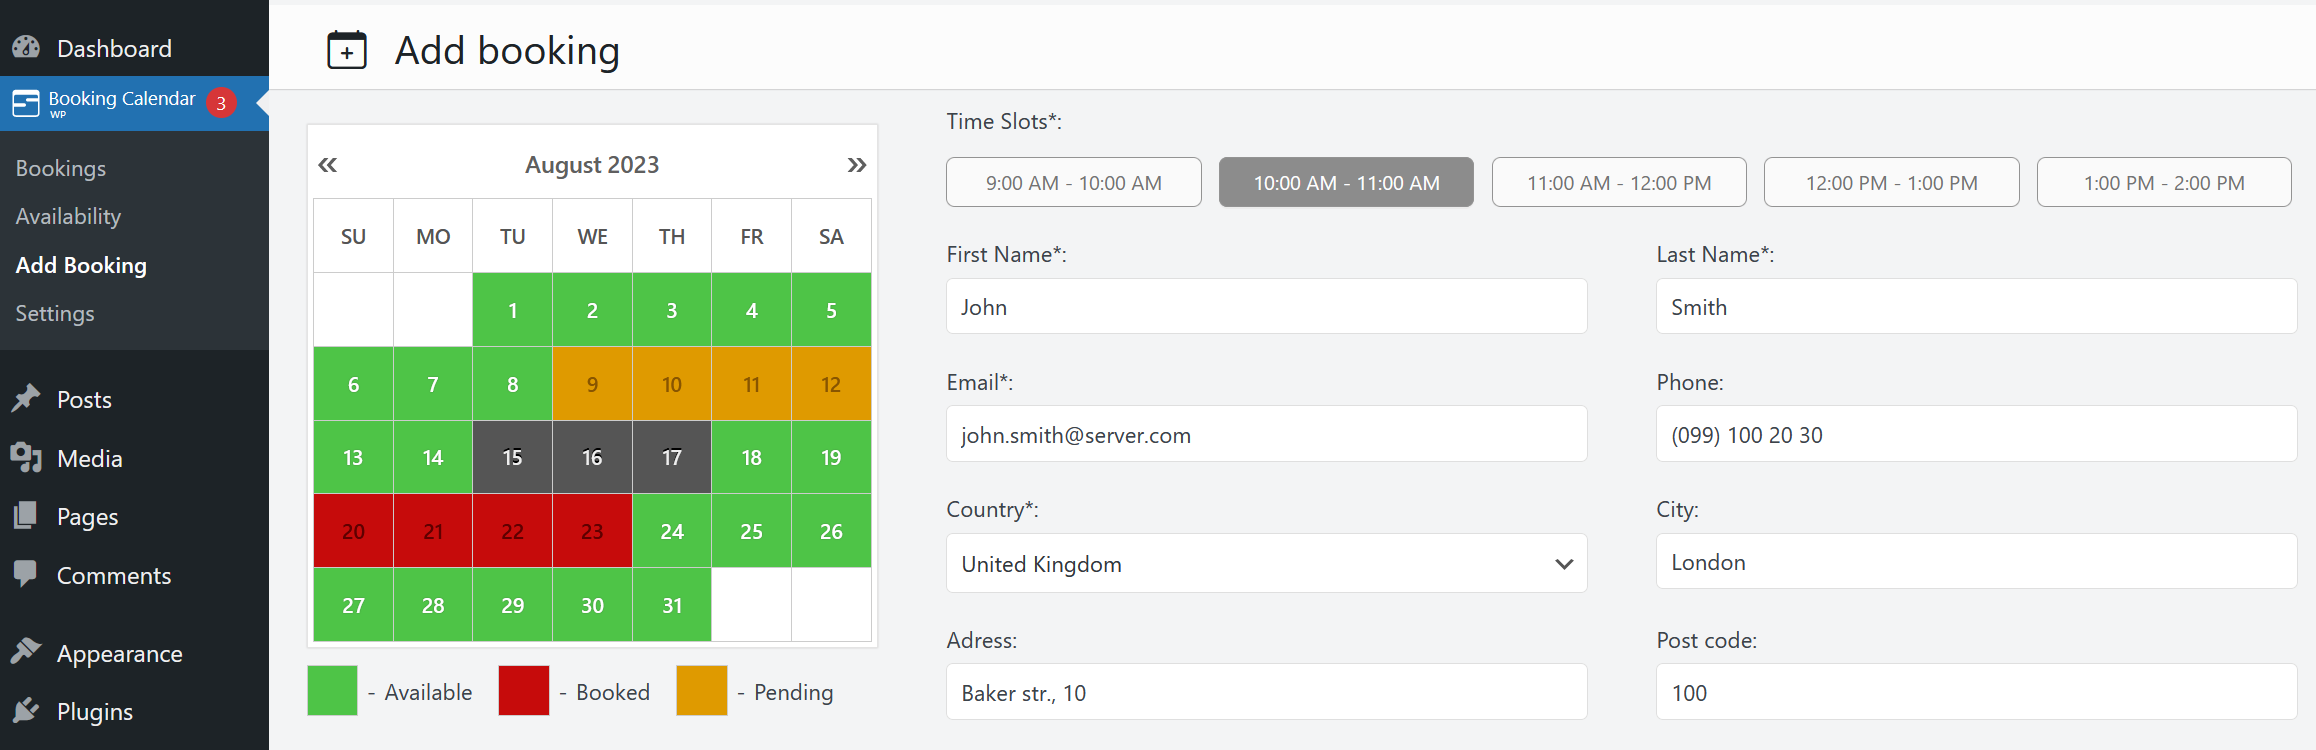 Dashboard
Booking Calendar 3
WP
Bookings
Availability
Add Booking
Settings
Posts
Media
Pages
Comments
Appearance
Plugins
Add booking
« August 2023 »
SU MO TU WE TH FR SA
1 2 3 4 5
6 7 8 9 10 11 12
13 14 15 16 17 18 19
20 21 22 23 24 25 26
27 28 29 30 31
- Available - Booked - Pending
Time Slots*:
9:00 AM - 10:00 AM 10:00 AM - 11:00 AM 11:00 AM - 12:00 PM 12:00 PM - 1:00 PM 1:00 PM - 2:00 PM
First Name*: Last Name*:
John Smith
Email*: Phone:
john.smith@server.com (099) 100 20 30
Country*: City:
United Kingdom London
Adress: Post code:
Baker str., 10 100